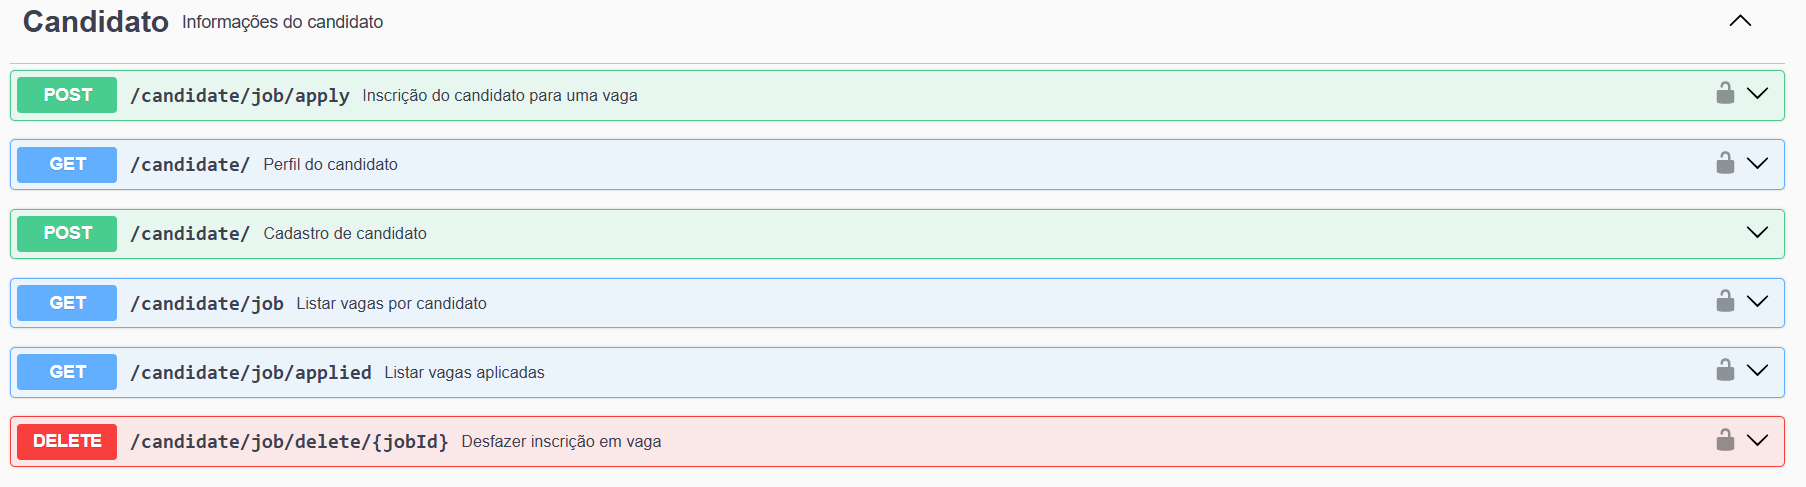 Candidato Informações do candidato
POST /candidate/job/apply Inscrição do candidato para uma vaga
GET /candidate/ Perfil do candidato
POST /candidate/ Cadastro de candidato
GET /candidate/job Listar vagas por candidato
GET /candidate/job/applied Listar vagas aplicadas
DELETE /candidate/job/delete/{jobId} Desfazer inscrição em vaga